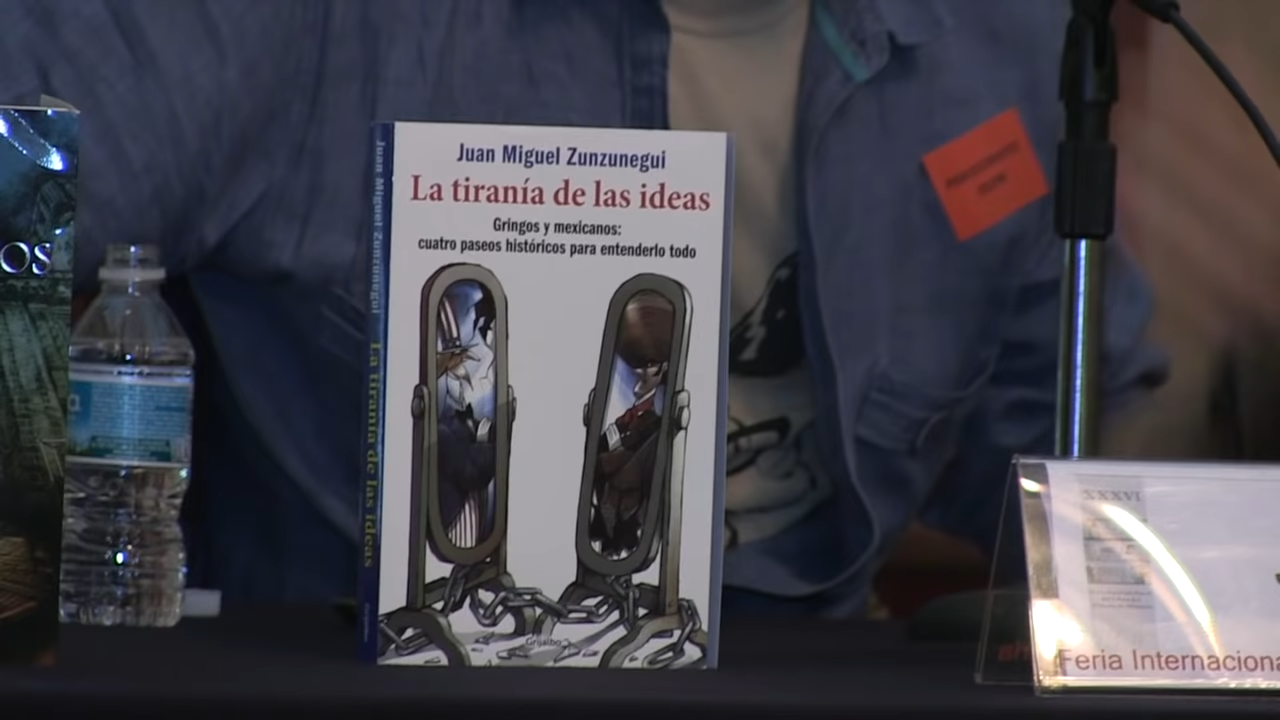 Juan Miguel Zunzunegui
La tiranía de las ideas
Gringos y mexicanos:
cuatro paseos históricos para entenderlo todo
Grijalbo
Juan Miguel Zunzunegui La tiranía de las ideas
OS
XXXVI
Feria Internaciona